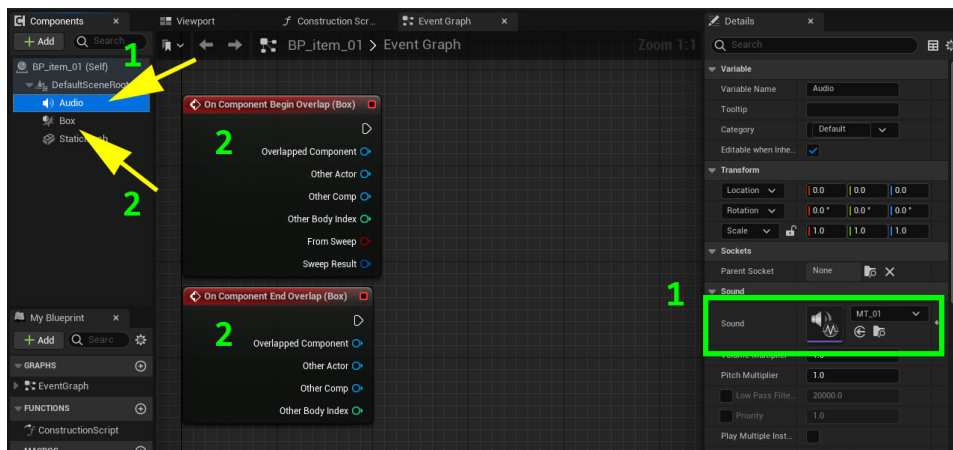 Components
Viewport
Construction Scr...
Event Graph
Details
+ Add
Search
1
BP_item_01 > Event Graph
Zoom 1:1
Search
BP_item_01 (Self)
DefaultSceneRoot
Audio
Box
2
On Component Begin Overlap (Box)
2
Overlapped Component
Other Actor
Other Comp
Other Body Index
From Sweep
Sweep Result
On Component End Overlap (Box)
2
Overlapped Component
Other Actor
Other Comp
Other Body Index
My Blueprint
+ Add
Searc
GRAPHS
EventGraph
FUNCTIONS
ConstructionScript
Variable
Variable Name
Audio
Tooltip
Category
Default
Editable when Inhe..
Transform
Location
0.0
0.0
0.0
Rotation
0.0°
0.0°
0.0°
Scale
1.0
1.0
1.0
Sockets
Parent Socket
None
Sound
1
Sound
MT_01
Volume Multiplier
1.0
Pitch Multiplier
1.0
Low Pass Filte..
20000.0
Priority
1.0
Play Multiple Inst..